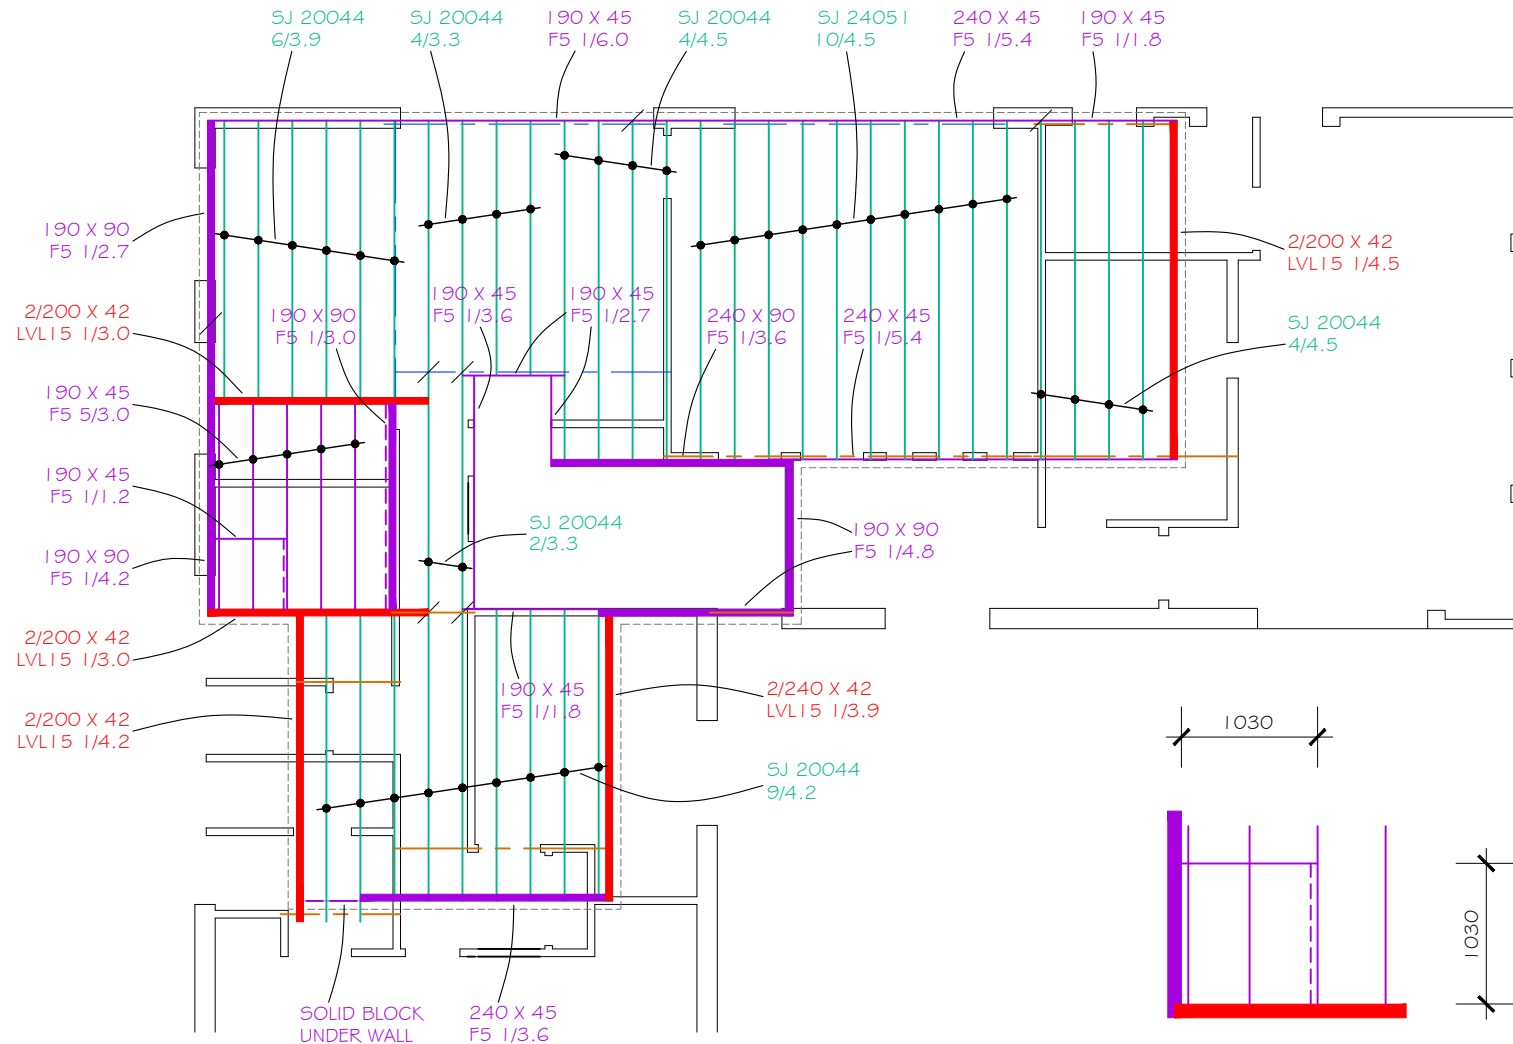 SJ 20044
6/3.9
SJ 20044
4/3.3
190 X 45
F5 1/6.0
SJ 20044
4/4.5
SJ 24051
10/4.5
240 X 45
F5 1/5.4
190 X 45
F5 1/1.8
190 X 90
F5 1/2.7
2/200 X 42
LVL15 1/4.5
2/200 X 42
LVL15 1/3.0
190 X 90
F5 1/3.0
190 X 45
F5 1/3.6
190 X 45
F5 1/2.7
240 X 90
F5 1/3.6
240 X 45
F5 1/5.4
SJ 20044
4/4.5
190 X 45
F5 5/3.0
190 X 45
F5 1/1.2
SJ 20044
2/3.3
190 X 90
F5 1/4.8
190 X 90
F5 1/4.2
2/200 X 42
LVL15 1/3.0
190 X 45
F5 1/1.8
2/240 X 42
LVL15 1/3.9
2/200 X 42
LVL15 1/4.2
1030
SJ 20044
9/4.2
1030
SOLID BLOCK
UNDER WALL
240 X 45
F5 1/3.6